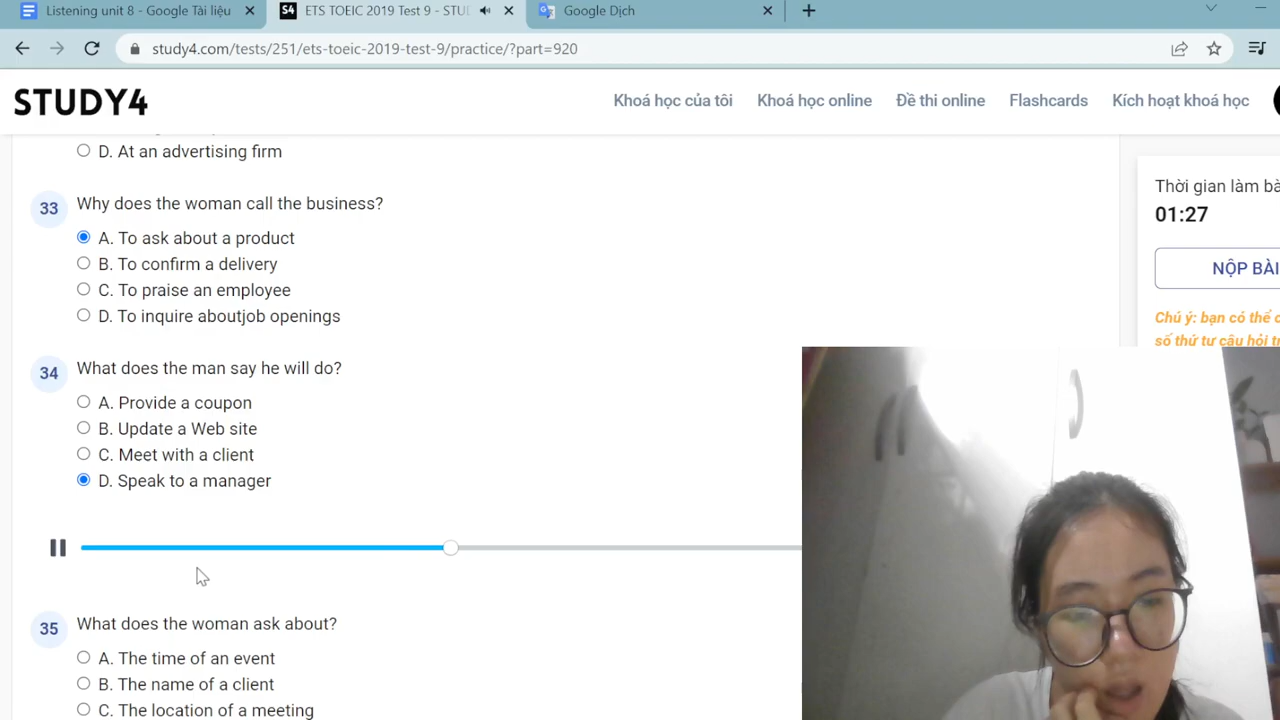 Listening unit 8 - Google Tài liệu
S4 ETS TOEIC 2019 Test 9 - STU
Google Dịch
study4.com/tests/251/ets-toeic-2019-test-9/practice/?part=920
STUDY4
Khoá học của tôi
Khoá học online
Đề thi online
Flashcards
Kích hoạt khoá học
D. At an advertising firm
33 Why does the woman call the business?
A. To ask about a product
B. To confirm a delivery
C. To praise an employee
D. To inquire aboutjob openings
34 What does the man say he will do?
A. Provide a coupon
B. Update a Web site
C. Meet with a client
D. Speak to a manager
35 What does the woman ask about?
A. The time of an event
B. The name of a client
C. The location of a meeting
Thời gian làm bà
01:27
NỘP BÀI
Chú ý: bạn có thể c
số thứ tự câu hỏi tr